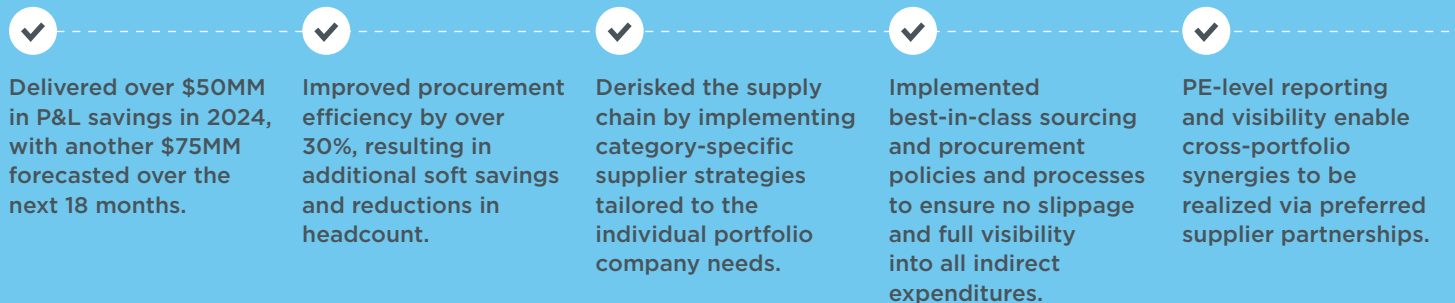 Delivered over $50MM
in P&L savings in 2024,
with another $75MM
forecasted over the
next 18 months.
Improved procurement
efficiency by over
30%, resulting in
additional soft savings
and reductions in
headcount.
Derisked the supply
chain by implementing
category-specific
supplier strategies
tailored to the
individual portfolio
company needs.
Implemented
best-in-class sourcing
and procurement
policies and processes
to ensure no slippage
and full visibility
into all indirect
expenditures.
PE-level reporting
and visibility enable
cross-portfolio
synergies to be
realized via preferred
supplier partnerships.